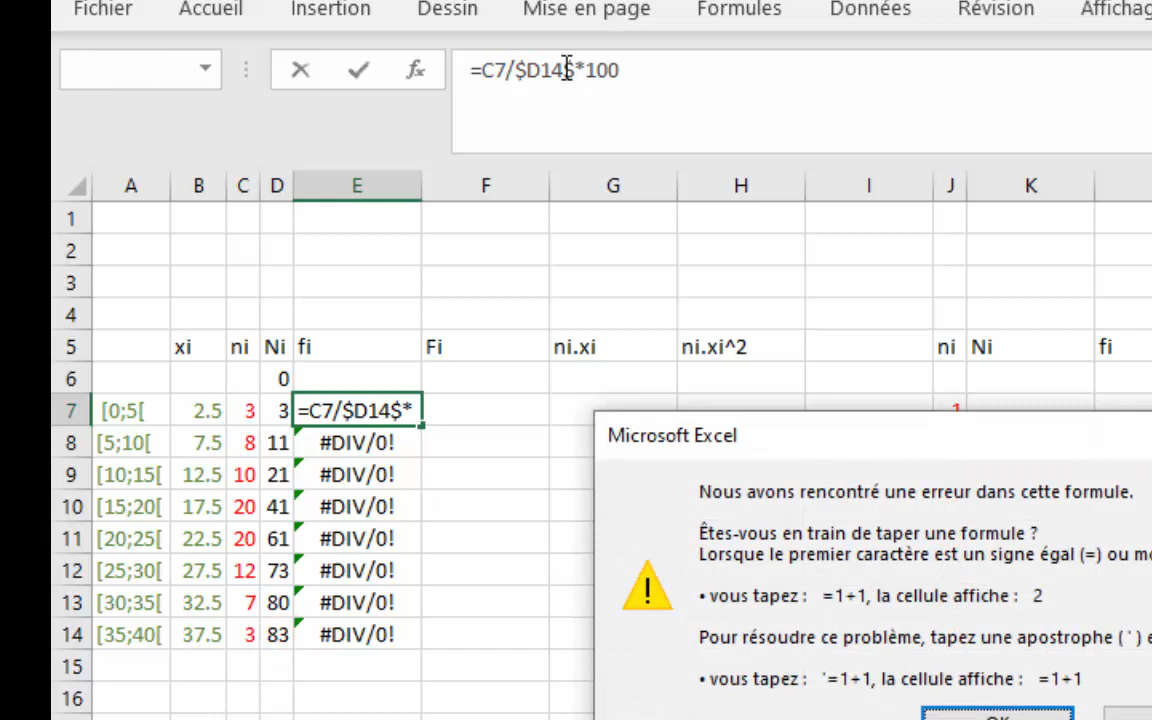 Fichier Accueil Insertion Dessin Mise en page Formules Données Révision Affichag
fx =C7/$D14$*100
A B C D E F G H I J K
1
2
3
4
5 xi ni Ni fi Fi ni.xi ni.xi^2 ni Ni fi
6 0
7 [0;5[ 2.5 3 3 =C7/$D14$* 1
8 [5;10[ 7.5 8 11 #DIV/0!
9 [10;15[ 12.5 10 21 #DIV/0!
10 [15;20[ 17.5 20 41 #DIV/0!
11 [20;25[ 22.5 20 61 #DIV/0!
12 [25;30[ 27.5 12 73 #DIV/0!
13 [30;35[ 32.5 7 80 #DIV/0!
14 [35;40[ 37.5 3 83 #DIV/0!
15
16
Microsoft Excel
Nous avons rencontré une erreur dans cette formule.
Êtes-vous en train de taper une formule ?
Lorsque le premier caractère est un signe égal (=) ou mo
• vous tapez : =1+1, la cellule affiche : 2
Pour résoudre ce problème, tapez une apostrophe ( ' ) e
• vous tapez : '=1+1, la cellule affiche : =1+1